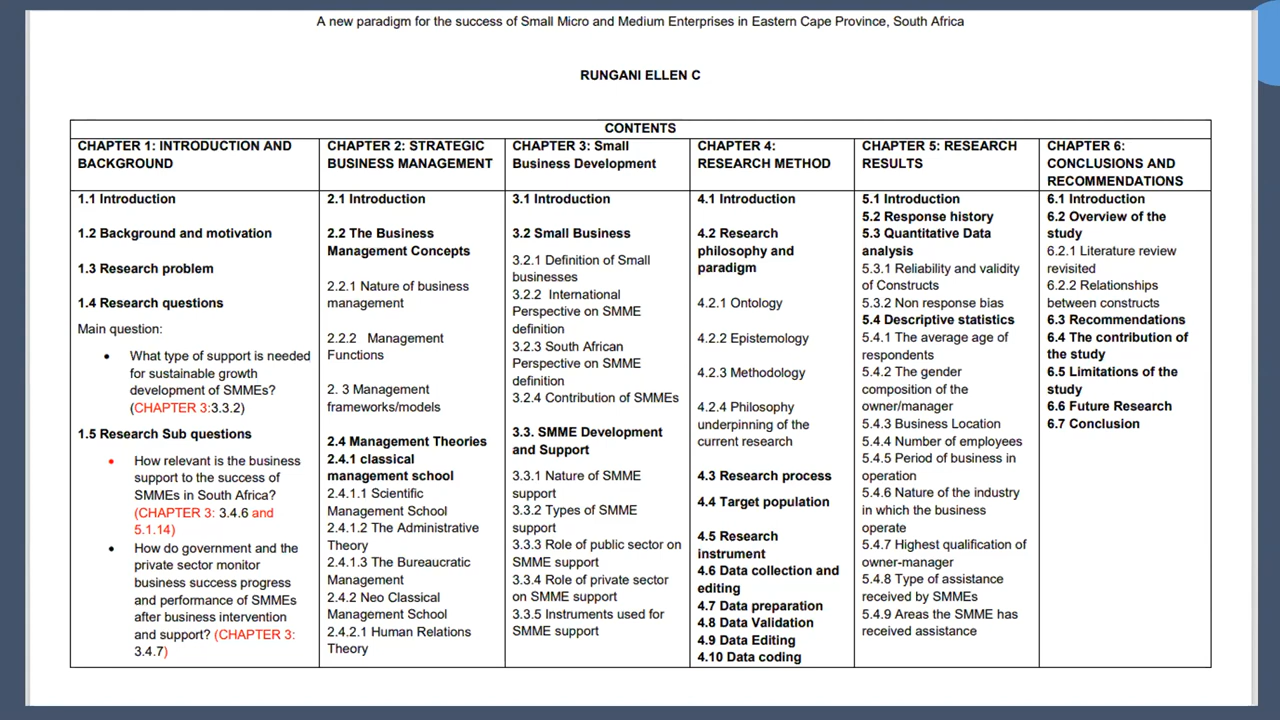 A new paradigm for the success of Small Micro and Medium Enterprises in Eastern Cape Province, South Africa
RUNGANI ELLEN C
CONTENTS
CHAPTER 1: INTRODUCTION AND
BACKGROUND
CHAPTER 2: STRATEGIC
BUSINESS MANAGEMENT
CHAPTER 3: Small
Business Development
CHAPTER 4:
RESEARCH METHOD
CHAPTER 5: RESEARCH
RESULTS
CHAPTER 6:
CONCLUSIONS AND
RECOMMENDATIONS
1.1 Introduction
1.2 Background and motivation
1.3 Research problem
1.4 Research questions
Main question:
• What type of support is needed
for sustainable growth
development of SMMEs?
(CHAPTER 3:3.3.2)
1.5 Research Sub questions
• How relevant is the business
support to the success of
SMMEs in South Africa?
(CHAPTER 3: 3.4.6 and
5.1.14)
• How do government and the
private sector monitor
business success progress
and performance of SMMEs
after business intervention
and support? (CHAPTER 3:
3.4.7)
2.1 Introduction
2.2 The Business
Management Concepts
2.2.1 Nature of business
management
2.2.2 Management
Functions
2. 3 Management
frameworks/models
2.4 Management Theories
2.4.1 classical
management school
2.4.1.1 Scientific
Management School
2.4.1.2 The Administrative
Theory
2.4.1.3 The Bureaucratic
Management
2.4.2 Neo Classical
Management School
2.4.2.1 Human Relations
Theory
3.1 Introduction
3.2 Small Business
3.2.1 Definition of Small
businesses
3.2.2 International
Perspective on SMME
definition
3.2.3 South African
Perspective on SMME
definition
3.2.4 Contribution of SMMEs
3.3. SMME Development
and Support
3.3.1 Nature of SMME
support
3.3.2 Types of SMME
support
3.3.3 Role of public sector on
SMME support
3.3.4 Role of private sector
on SMME support
3.3.5 Instruments used for
SMME support
4.1 Introduction
4.2 Research
philosophy and
paradigm
4.2.1 Ontology
4.2.2 Epistemology
4.2.3 Methodology
4.2.4 Philosophy
underpinning of the
current research
4.3 Research process
4.4 Target population
4.5 Research
instrument
4.6 Data collection and
editing
4.7 Data preparation
4.8 Data Validation
4.9 Data Editing
4.10 Data coding
5.1 Introduction
5.2 Response history
5.3 Quantitative Data
analysis
5.3.1 Reliability and validity
of Constructs
5.3.2 Non response bias
5.4 Descriptive statistics
5.4.1 The average age of
respondents
5.4.2 The gender
composition of the
owner/manager
5.4.3 Business Location
5.4.4 Number of employees
5.4.5 Period of business in
operation
5.4.6 Nature of the industry
in which the business
operate
5.4.7 Highest qualification of
owner-manager
5.4.8 Type of assistance
received by SMMEs
5.4.9 Areas the SMME has
received assistance
6.1 Introduction
6.2 Overview of the
study
6.2.1 Literature review
revisited
6.2.2 Relationships
between constructs
6.3 Recommendations
6.4 The contribution of
the study
6.5 Limitations of the
study
6.6 Future Research
6.7 Conclusion